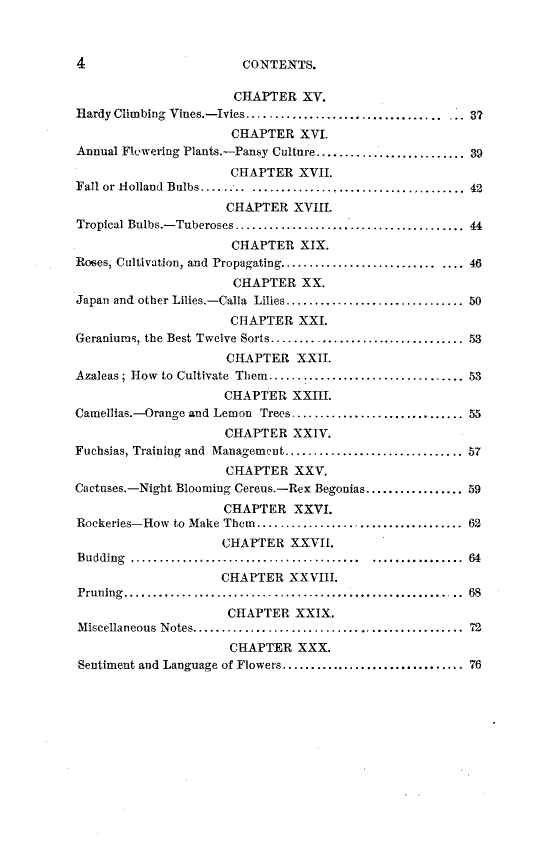 4 CONTENTS.
CHAPTER XV.
Hardy Climbing Vines.—Ivies.................................. ... 37
CHAPTER XVI.
Annual Flowering Plants.—Pansy Culture.......................... 39
CHAPTER XVII.
Fall or Holland Bulbs........ ..................................... 42
CHAPTER XVIII.
Tropical Bulbs.—Tuberoses........................................ 44
CHAPTER XIX.
Roses, Cultivation, and Propagating........................... .... 46
CHAPTER XX.
Japan and other Lilies.—Calla Lilies............................... 50
CHAPTER XXI.
Geraniums, the Best Twelve Sorts.................................. 53
CHAPTER XXII.
Azaleas; How to Cultivate Them.................................. 53
CHAPTER XXIII.
Camellias.—Orange and Lemon Trees.............................. 55
CHAPTER XXIV.
Fuchsias, Training and Management............................... 57
CHAPTER XXV.
Cactuses.—Night Blooming Cereus.—Rex Begonias................. 59
CHAPTER XXVI.
Rockeries—How to Make Them.................................... 62
CHAPTER XXVII.
Budding ........................................ ................ 64
CHAPTER XXVIII.
Pruning........................................................... 68
CHAPTER XXIX.
Miscellaneous Notes............................................... 72
CHAPTER XXX.
Sentiment and Language of Flowers................................ 76